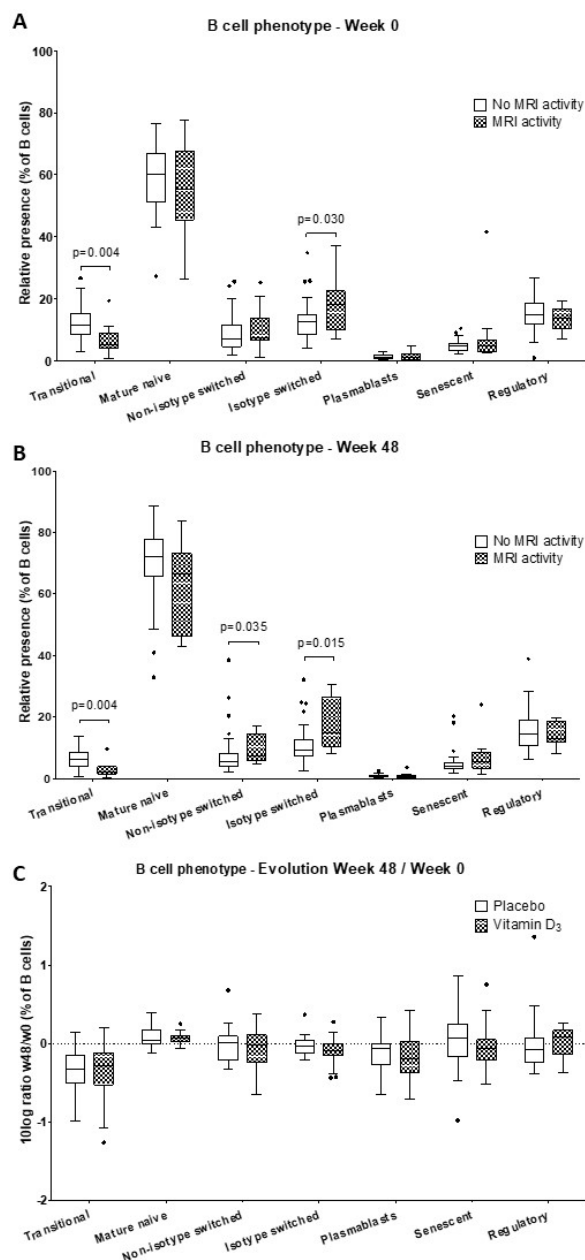 A
B cell phenotype - Week 0
Relative presence (% of B cells)
100
80
60
40
20
0
No MRI activity
MRI activity
p=0.004
p=0.030
Transitional
Mature naive
Non-isotype switched
Isotype switched
Plasmablasts
Senescent
Regulatory
B
B cell phenotype - Week 48
Relative presence (% of B cells)
100
80
60
40
20
0
No MRI activity
MRI activity
p=0.004
p=0.035
p=0.015
Transitional
Mature naive
Non-isotype switched
Isotype switched
Plasmablasts
Senescent
Regulatory
C
B cell phenotype - Evolution Week 48 / Week 0
10log ratio w48/w0 (% of B cells)
2
1
0
-1
-2
Placebo
Vitamin D₃
Transitional
Mature naive
Non-isotype switched
Isotype switched
Plasmablasts
Senescent
Regulatory